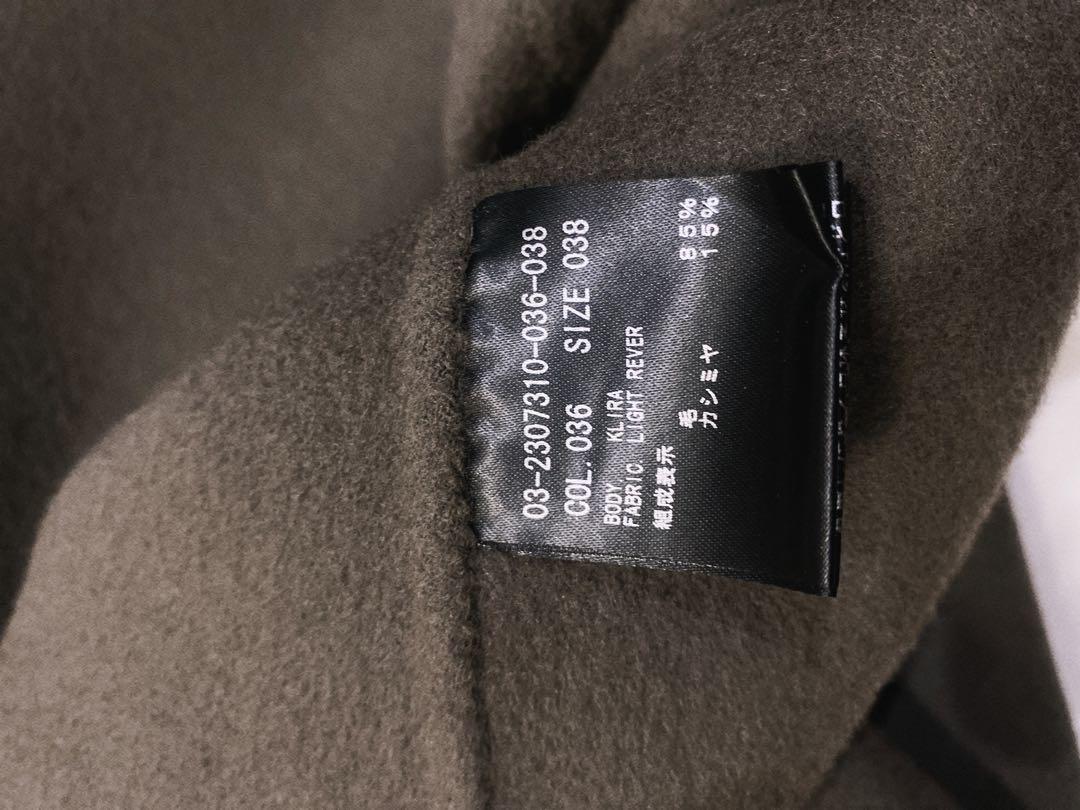 03-2307310-036-038
COL. 036 SIZE 038
BODY KLIRA
FABRIC LIGHT REVER
組成表示
毛 85%
カシミヤ 15%